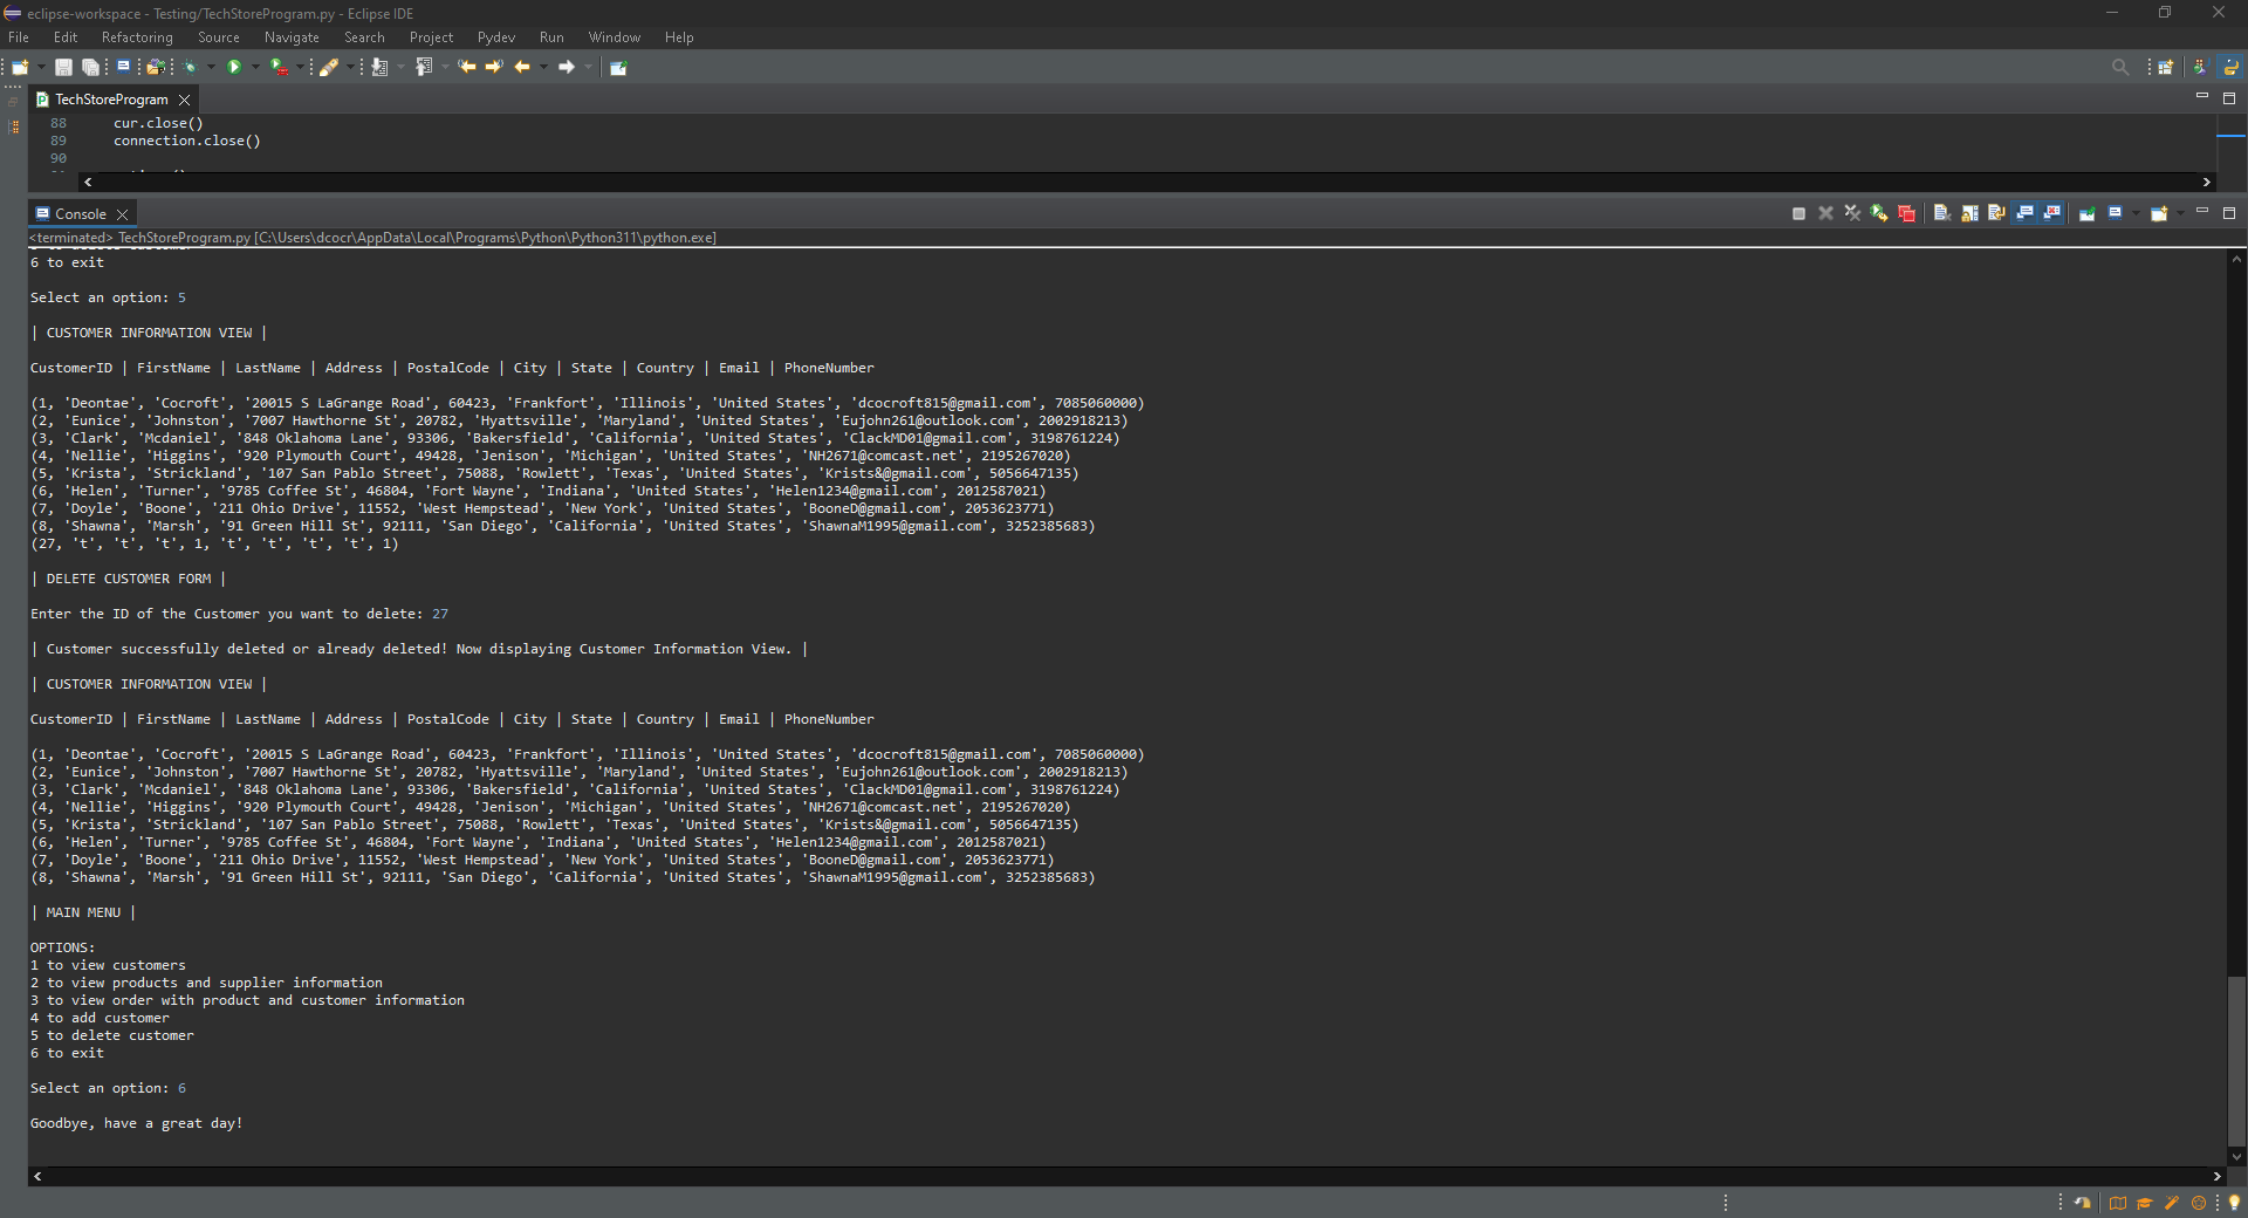 eclipse-workspace - Testing/TechStoreProgram.py - Eclipse IDE
File Edit Refactoring Source Navigate Search Project Pydev Run Window Help
TechStoreProgram
88 cur.close()
89 connection.close()
90
Console
<terminated> TechStoreProgram.py [C:\Users\dcocr\AppData\Local\Programs\Python\Python311\python.exe]
6 to exit
Select an option: 5
| CUSTOMER INFORMATION VIEW |
CustomerID | FirstName | LastName | Address | PostalCode | City | State | Country | Email | PhoneNumber
(1, 'Deontae', 'Cocroft', '20015 S LaGrange Road', 60423, 'Frankfort', 'Illinois', 'United States', 'dcocroft815@gmail.com', 7085060000)
(2, 'Eunice', 'Johnston', '7007 Hawthorne St', 20782, 'Hyattsville', 'Maryland', 'United States', 'Eujohn261@outlook.com', 2002918213)
(3, 'Clark', 'Mcdaniel', '848 Oklahoma Lane', 93306, 'Bakersfield', 'California', 'United States', 'ClackMD01@gmail.com', 3198761224)
(4, 'Nellie', 'Higgins', '920 Plymouth Court', 49428, 'Jenison', 'Michigan', 'United States', 'NH2671@comcast.net', 2195267020)
(5, 'Krista', 'Strickland', '107 San Pablo Street', 75088, 'Rowlett', 'Texas', 'United States', 'Krists&@gmail.com', 5056647135)
(6, 'Helen', 'Turner', '9785 Coffee St', 46804, 'Fort Wayne', 'Indiana', 'United States', 'Helen1234@gmail.com', 2012587021)
(7, 'Doyle', 'Boone', '211 Ohio Drive', 11552, 'West Hempstead', 'New York', 'United States', 'BooneD@gmail.com', 2053623771)
(8, 'Shawna', 'Marsh', '91 Green Hill St', 92111, 'San Diego', 'California', 'United States', 'ShawnaM1995@gmail.com', 3252385683)
(27, 't', 't', 't', 1, 't', 't', 't', 't', 1)
| DELETE CUSTOMER FORM |
Enter the ID of the Customer you want to delete: 27
| Customer successfully deleted or already deleted! Now displaying Customer Information View. |
| CUSTOMER INFORMATION VIEW |
CustomerID | FirstName | LastName | Address | PostalCode | City | State | Country | Email | PhoneNumber
(1, 'Deontae', 'Cocroft', '20015 S LaGrange Road', 60423, 'Frankfort', 'Illinois', 'United States', 'dcocroft815@gmail.com', 7085060000)
(2, 'Eunice', 'Johnston', '7007 Hawthorne St', 20782, 'Hyattsville', 'Maryland', 'United States', 'Eujohn261@outlook.com', 2002918213)
(3, 'Clark', 'Mcdaniel', '848 Oklahoma Lane', 93306, 'Bakersfield', 'California', 'United States', 'ClackMD01@gmail.com', 3198761224)
(4, 'Nellie', 'Higgins', '920 Plymouth Court', 49428, 'Jenison', 'Michigan', 'United States', 'NH2671@comcast.net', 2195267020)
(5, 'Krista', 'Strickland', '107 San Pablo Street', 75088, 'Rowlett', 'Texas', 'United States', 'Krists&@gmail.com', 5056647135)
(6, 'Helen', 'Turner', '9785 Coffee St', 46804, 'Fort Wayne', 'Indiana', 'United States', 'Helen1234@gmail.com', 2012587021)
(7, 'Doyle', 'Boone', '211 Ohio Drive', 11552, 'West Hempstead', 'New York', 'United States', 'BooneD@gmail.com', 2053623771)
(8, 'Shawna', 'Marsh', '91 Green Hill St', 92111, 'San Diego', 'California', 'United States', 'ShawnaM1995@gmail.com', 3252385683)
| MAIN MENU |
OPTIONS:
1 to view customers
2 to view products and supplier information
3 to view order with product and customer information
4 to add customer
5 to delete customer
6 to exit
Select an option: 6
Goodbye, have a great day!